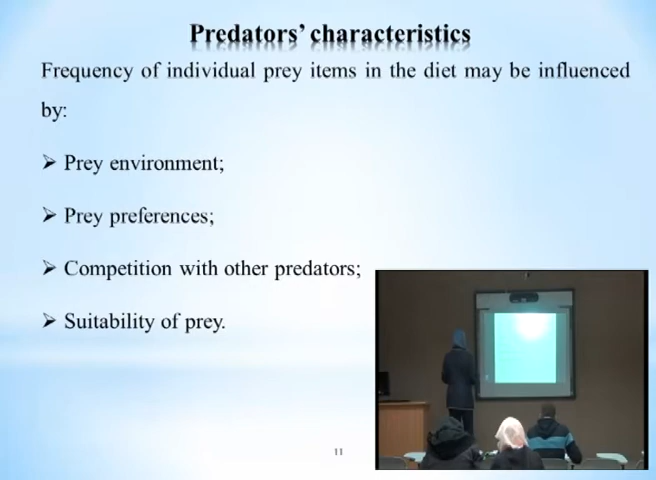 Predators' characteristics
Frequency of individual prey items in the diet may be influenced
by:
➢ Prey environment;
➢ Prey preferences;
➢ Competition with other predators;
➢ Suitability of prey.
11